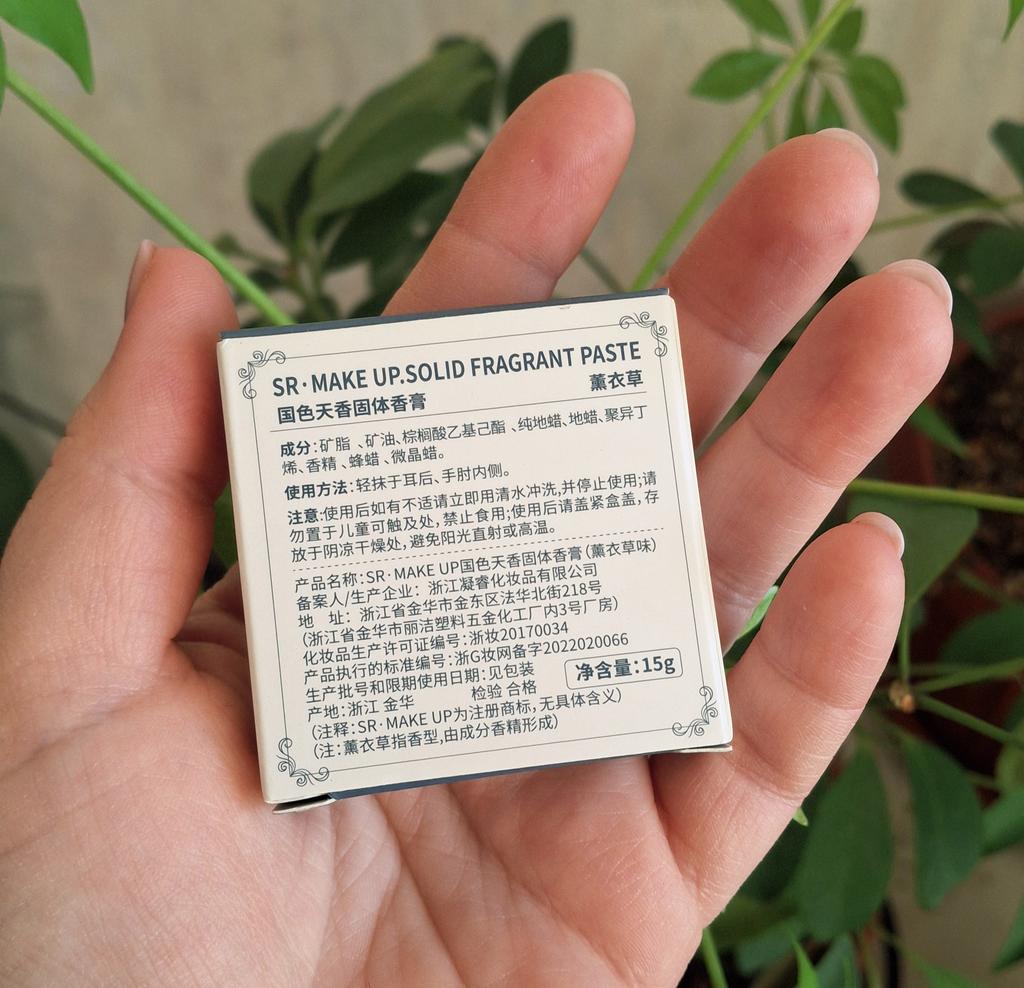 SR·MAKE UP.SOLID FRAGRANT PASTE
国色天香固体香膏 薰衣草
成分:矿脂、矿油、棕榈酸乙基己酯、纯地蜡、地蜡、聚异丁
烯、香精、蜂蜡、微晶蜡。
使用方法:轻抹于耳后、手肘内侧。
注意:使用后如有不适请立即用清水冲洗,并停止使用;请
勿置于儿童可触及处,禁止食用;使用后请盖紧盒盖,存
放于阴凉干燥处,避免阳光直射或高温。
产品名称:SR·MAKE UP国色天香固体香膏(薰衣草味)
备案人/生产企业:浙江凝睿化妆品有限公司
地 址:浙江省金华市金东区法华北街218号
(浙江省金华市丽洁塑料五金化工厂内3号厂房)
化妆品生产许可证编号:浙妆20170034
产品执行的标准编号:浙G妆网备字2022020066
生产批号和限期使用日期:见包装
产地:浙江 金华 检验 合格
净含量:15g
(注释:SR·MAKE UP为注册商标,无具体含义)
(注:薰衣草指香型,由成分香精形成)